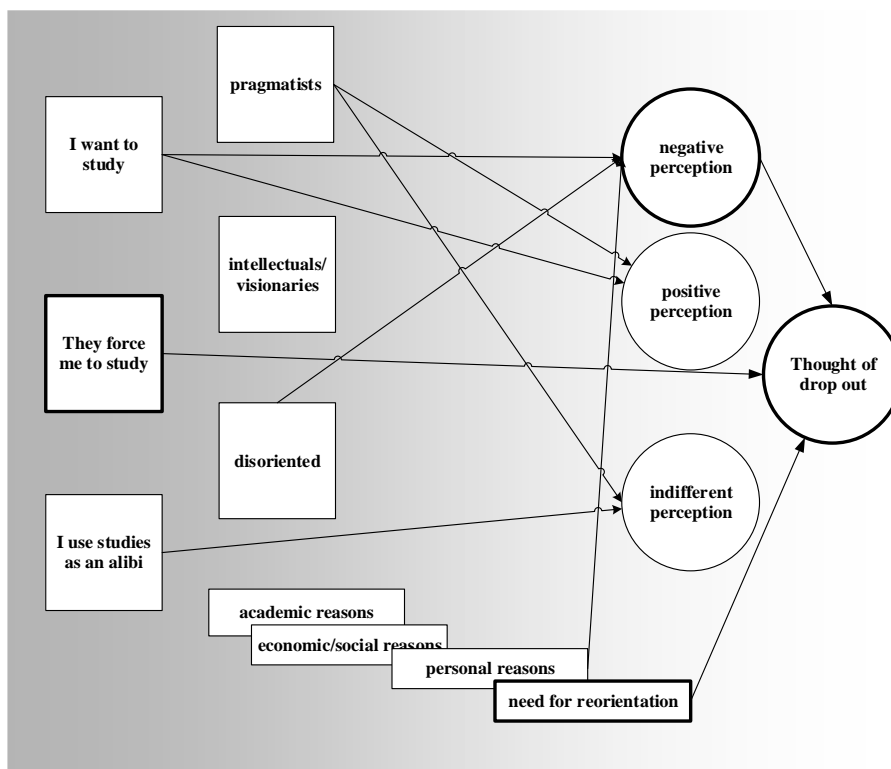 pragmatists
I want to
study
negative
perception
intellectuals/
visionaries
positive
perception
They force
me to study
Thought of
drop out
disoriented
indifferent
perception
I use studies
as an alibi
academic reasons
economic/social reasons
personal reasons
need for reorientation